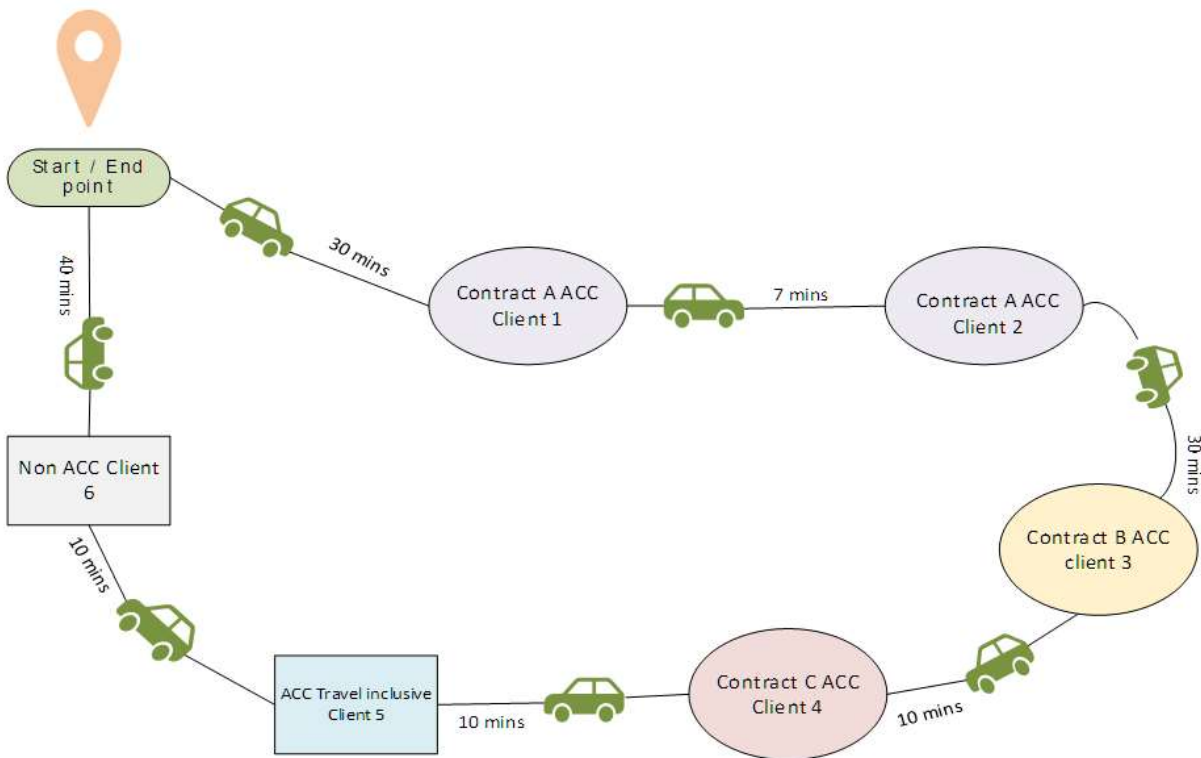 Start / End
point
30 mins
Contract A ACC
Client 1
7 mins
Contract A ACC
Client 2
30 mins
Contract B ACC
client 3
10 mins
Contract C ACC
Client 4
10 mins
ACC Travel inclusive
Client 5
10 mins
Non ACC Client
6
40 mins